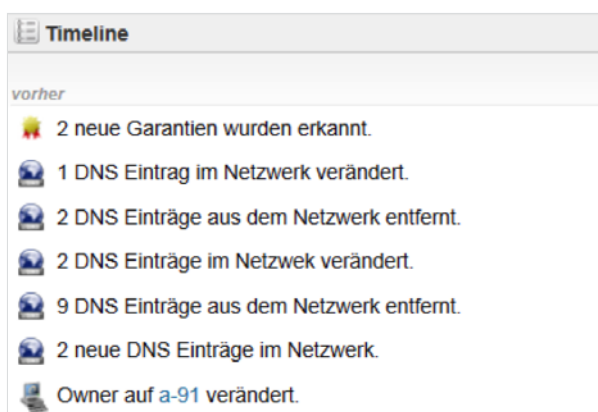 Timeline
vorher
2 neue Garantien wurden erkannt.
1 DNS Eintrag im Netzwerk verändert.
2 DNS Einträge aus dem Netzwerk entfernt.
2 DNS Einträge im Netzwek verändert.
9 DNS Einträge aus dem Netzwerk entfernt.
2 neue DNS Einträge im Netzwerk.
Owner auf a-91 verändert.